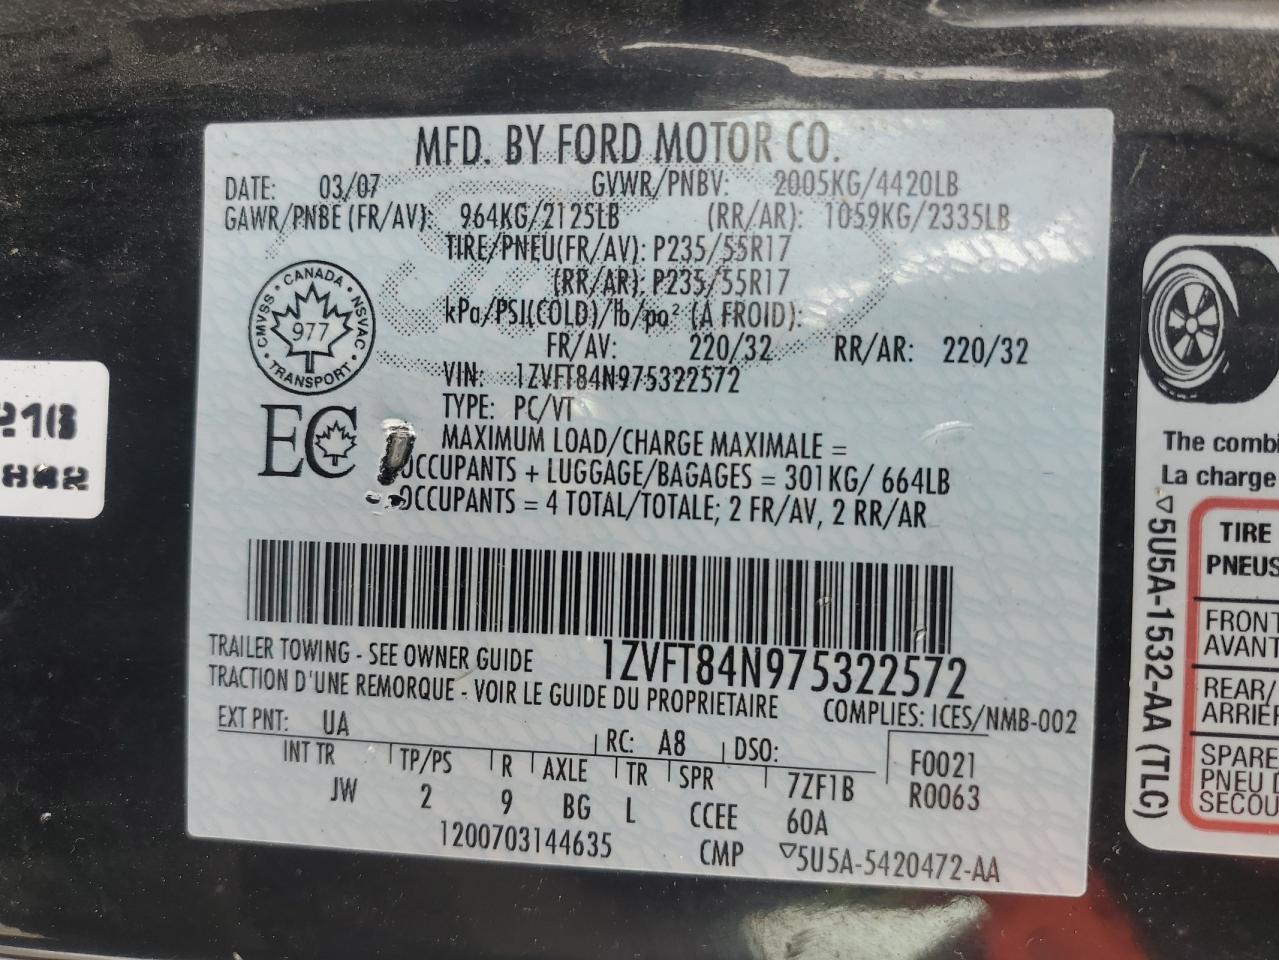 MFD. BY FORD MOTOR CO.
DATE: 03/07 GVWR/PNBV: 2005KG/4420LB
GAWR/PNBE (FR/AV): 964KG/2125LB (RR/AR): 1059KG/2335LB
TIRE/PNEU(FR/AV): P235/55R17
(RR/AR): P235/55R17
kPa/PSI(COLD)/lb/po² (À FROID):
FR/AV: 220/32 RR/AR: 220/32
CANADA • NSVAC • TRANSPORT • CMVSS •
977
VIN: 1ZVFT84N975322572
TYPE: PC/VT
EC
MAXIMUM LOAD/CHARGE MAXIMALE =
OCCUPANTS + LUGGAGE/BAGAGES = 301KG/ 664LB
OCCUPANTS = 4 TOTAL/TOTALE; 2 FR/AV, 2 RR/AR
1ZVFT84N975322572
TRAILER TOWING - SEE OWNER GUIDE
TRACTION D'UNE REMORQUE - VOIR LE GUIDE DU PROPRIETAIRE
COMPLIES: ICES/NMB-002
EXT PNT: UA RC: A8 DSO:
F0021
R0063
INT TR TP/PS R AXLE TR SPR 7ZF1B
JW 2 9 BG L CCEE 60A
1200703144635 CMP ▽5U5A-5420472-AA
▽5U5A-1532-AA (TLC)
The combi
La charge
TIRE
PNEUS
FRONT
AVANT
REAR/
ARRIE
SPARE
PNEU D
SECOU